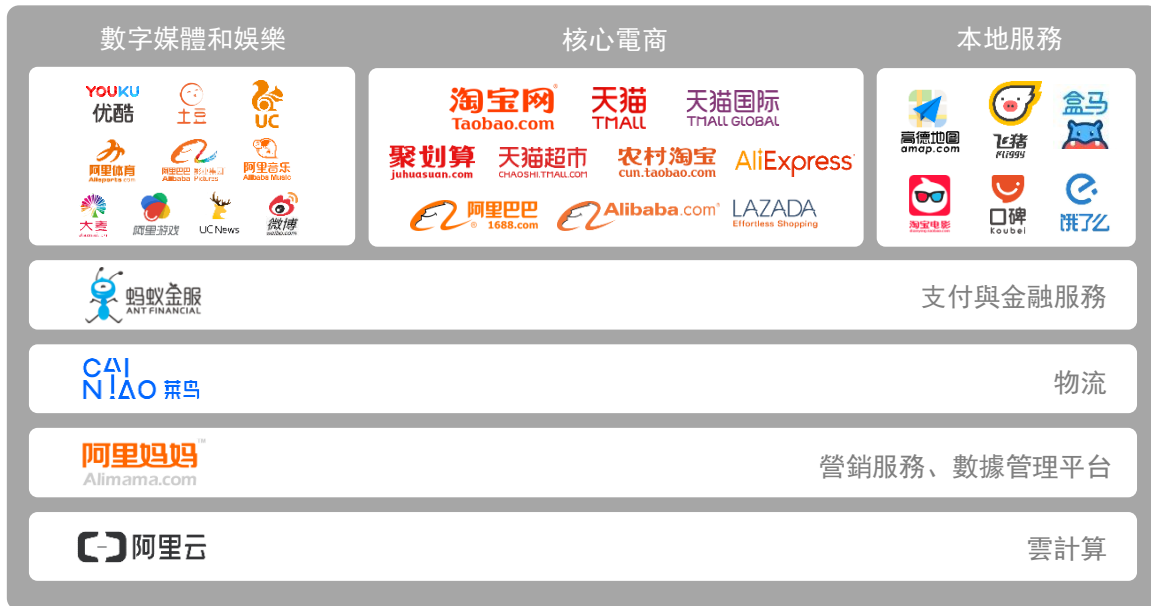 數字媒體和娛樂
核心電商
本地服務
YOUKU
优酷
土豆
UC
阿里体育
Alisports.com
阿里巴巴 影业集团
Alibaba Pictures
阿里音乐
Alibaba Music
大麦
阿里游戏
UC News
微博
weibo.com
淘宝网
Taobao.com
天猫
TMALL
天猫国际
TMALL GLOBAL
聚划算
juhuasuan.com
天猫超市
CHAOSHI.TMALL.COM
农村淘宝
cun.taobao.com
AliExpress
阿里巴巴
1688.com
Alibaba.com
LAZADA
Effortless Shopping
高德地圖
amap.com
飞猪
Fliggy
盒马
淘宝电影
口碑
koubei
饿了么
蚂蚁金服
ANT FINANCIAL
支付與金融服務
CAI
NIAO 菜鸟
物流
阿里妈妈™
Alimama.com
營銷服務、數據管理平台
阿里云
雲計算